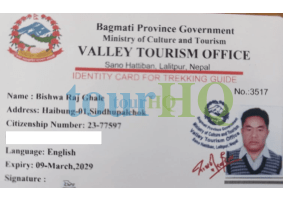 Bagmati Province Government
Ministry of Culture and Tourism
VALLEY TOURISM OFFICE
Sano Hattiban, Lalitpur, Nepal
IDENTITY CARD FOR TREKKING GUIDE
No.:3517
Name : Bishwa Raj Ghale
Address: Haibung-01,Sindhupalchok
Citizenship Number: 23-77597
Language: English
Expiry: 09-March,2029
Signature :
tourHQ